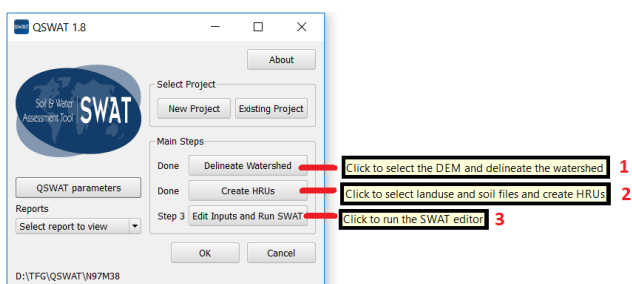 SWAT QSWAT 1.8
About
Select Project
Soil & Water
Assessment Tool SWAT
New Project Existing Project
Main Steps
Done Delineate Watershed Click to select the DEM and delineate the watershed 1
QSWAT parameters Done Create HRUs Click to select landuse and soil files and create HRUs 2
Reports
Select report to view Step 3 Edit Inputs and Run SWAT Click to run the SWAT editor 3
OK Cancel
D:\TFG\QSWAT\N97M38